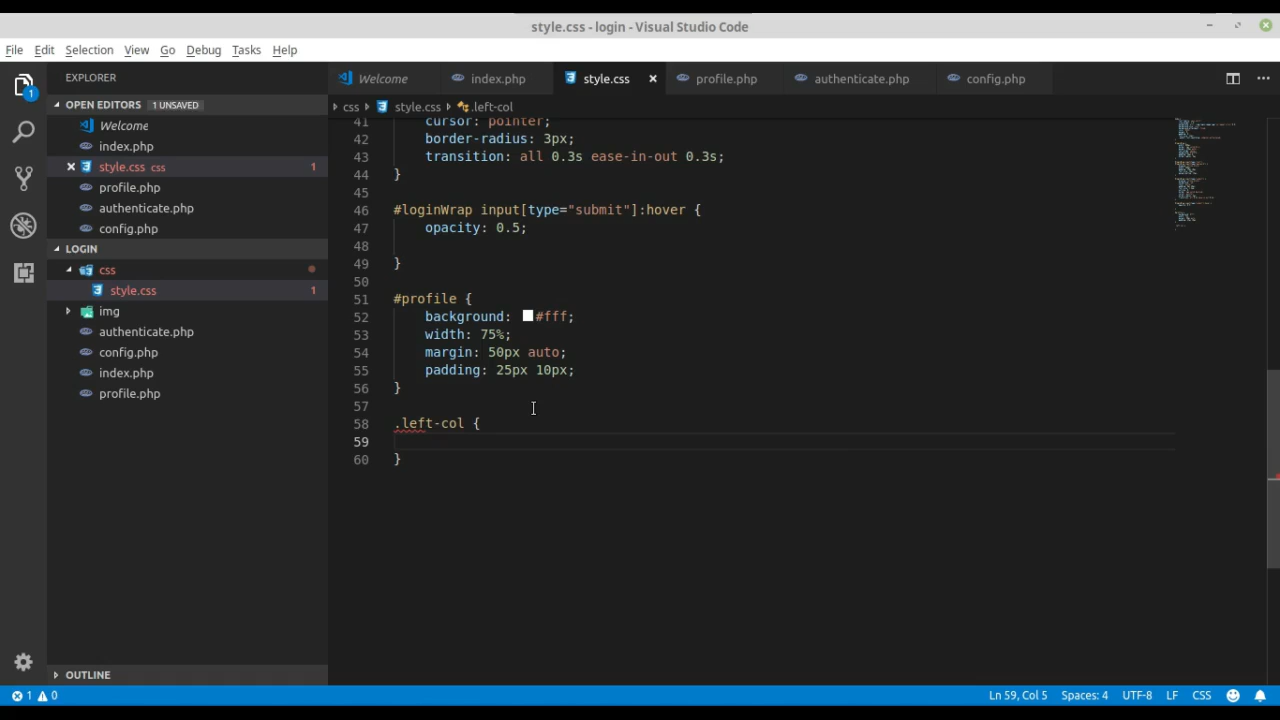 style.css - login - Visual Studio Code
File Edit Selection View Go Debug Tasks Help
EXPLORER
OPEN EDITORS 1 UNSAVED
Welcome
index.php
style.css css 1
profile.php
authenticate.php
config.php
LOGIN
css
style.css 1
img
authenticate.php
config.php
index.php
profile.php
OUTLINE
1
Welcome index.php style.css profile.php authenticate.php config.php
css style.css .left-col
41 cursor: pointer;
42 border-radius: 3px;
43 transition: all 0.3s ease-in-out 0.3s;
44 }
45
46 #loginWrap input[type="submit"]:hover {
47 opacity: 0.5;
48
49 }
50
51 #profile {
52 background: #fff;
53 width: 75%;
54 margin: 50px auto;
55 padding: 25px 10px;
56 }
57
58 .left-col {
59
60 }
1 0 Ln 59, Col 5 Spaces: 4 UTF-8 LF CSS